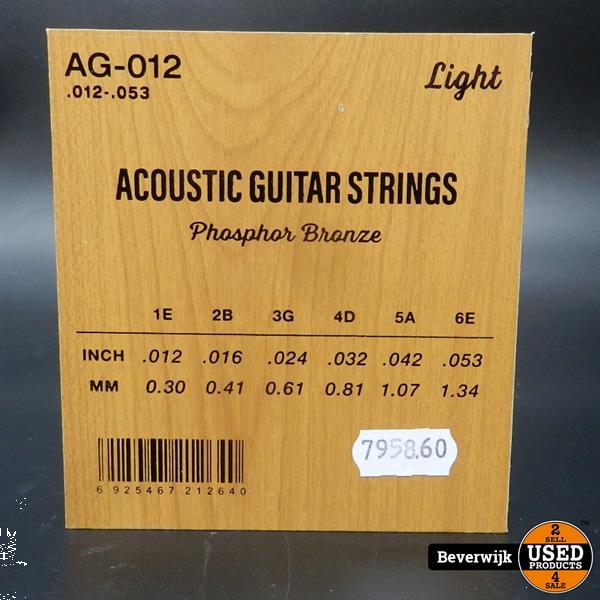 AG-012
.012-.053
Light
ACOUSTIC GUITAR STRINGS
Phosphor Bronze
1E 2B 3G 4D 5A 6E
INCH .012 .016 .024 .032 .042 .053
MM 0.30 0.41 0.61 0.81 1.07 1.34
7958.60
6 925467 212640
Beverwijk
2
SELL
USED
PRODUCTS
4
SALE
TM